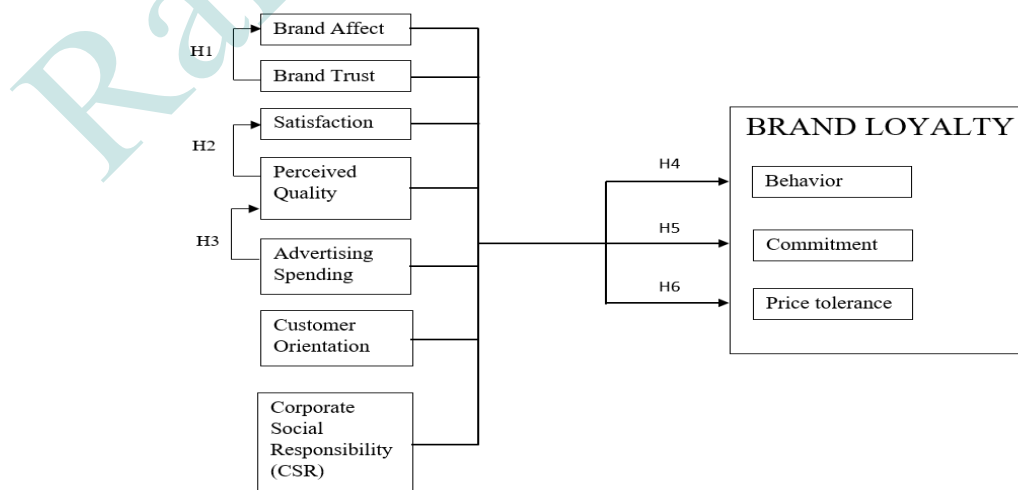 Brand Affect
H1
Brand Trust
Satisfaction
H2
Perceived
Quality
H3
Advertising
Spending
Customer
Orientation
Corporate
Social
Responsibility
(CSR)
H4
H5
H6
BRAND LOYALTY
Behavior
Commitment
Price tolerance